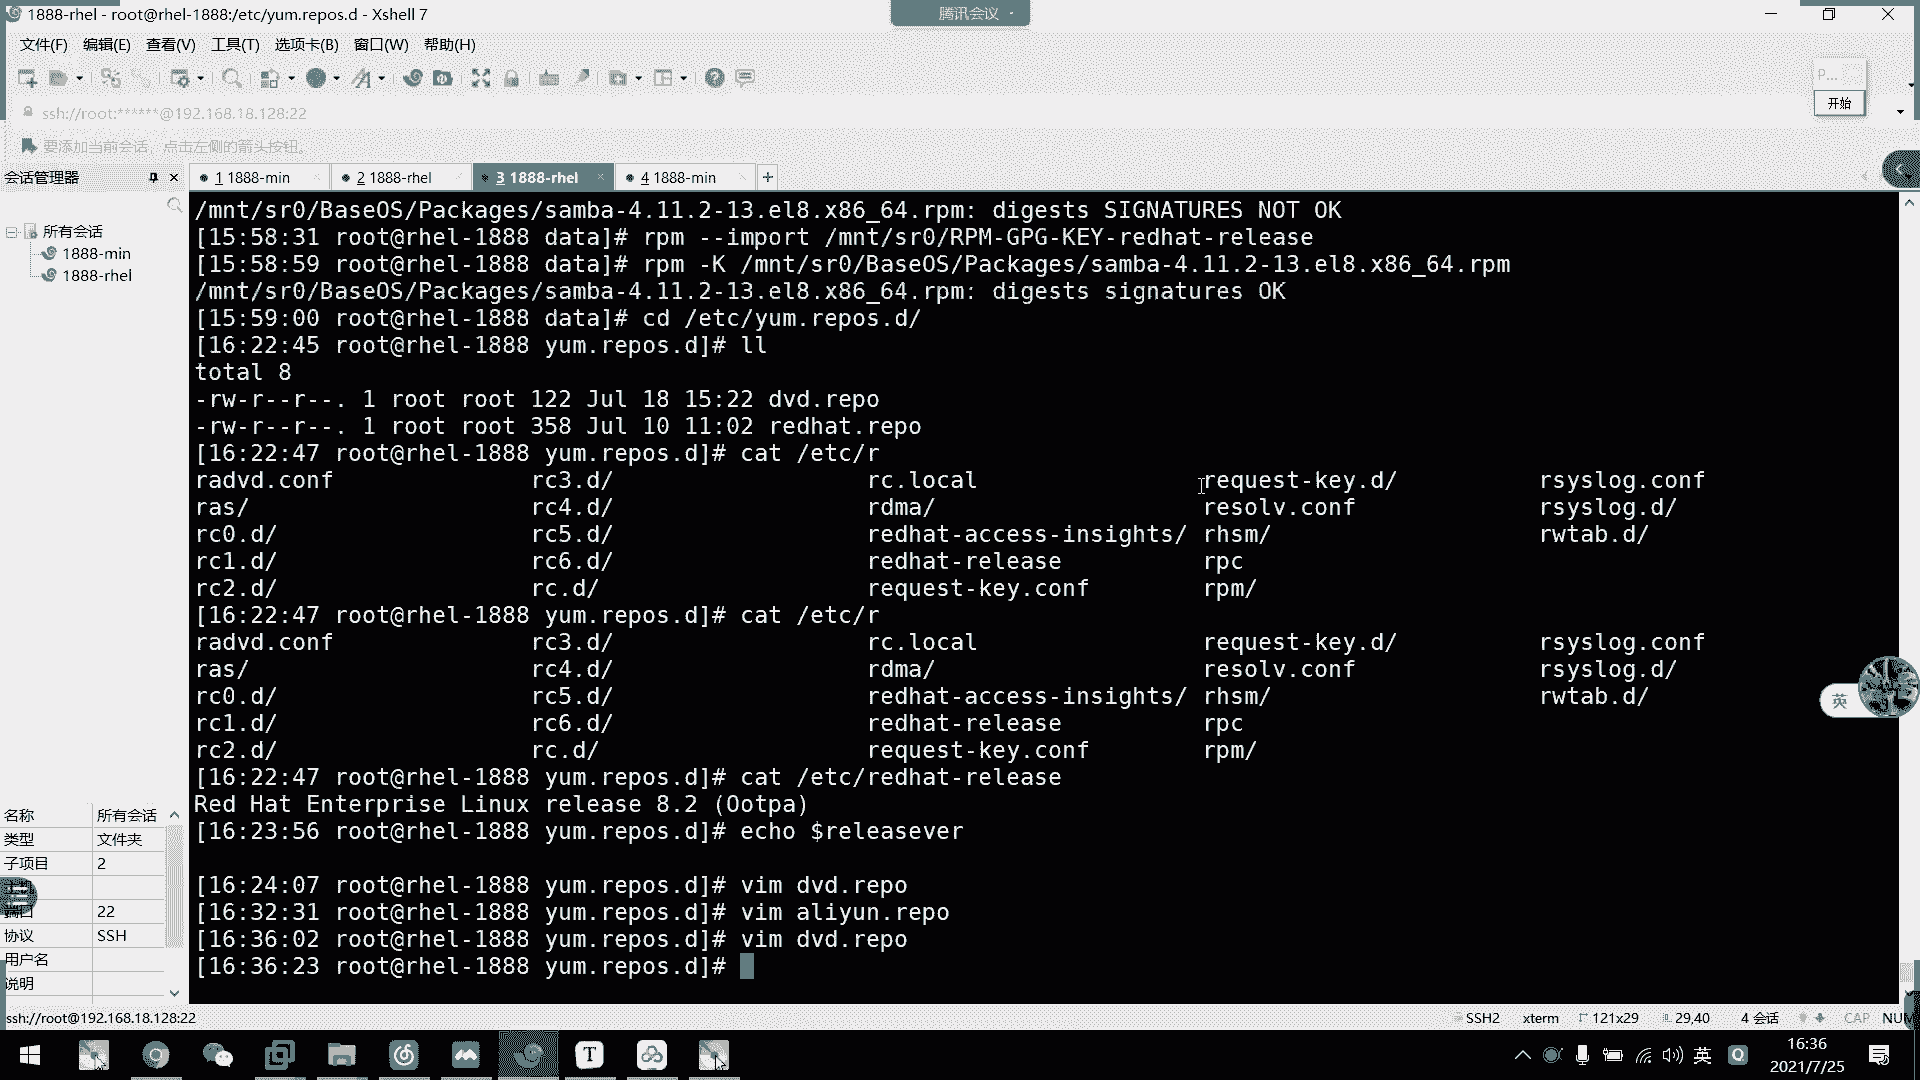 1888-rhel - root@rhel-1888:/etc/yum.repos.d - Xshell 7
腾讯会议
文件(F) 编辑(E) 查看(V) 工具(T) 选项卡(B) 窗口(W) 帮助(H)
P...
开始
ssh://root:******@192.168.18.128:22
要添加当前会话，点击左侧的箭头按钮。
会话管理器
1 1888-min
2 1888-rhel
3 1888-rhel
4 1888-min
所有会话
1888-min
1888-rhel
/mnt/sr0/BaseOS/Packages/samba-4.11.2-13.el8.x86_64.rpm: digests SIGNATURES NOT OK
[15:58:31 root@rhel-1888 data]# rpm --import /mnt/sr0/RPM-GPG-KEY-redhat-release
[15:58:59 root@rhel-1888 data]# rpm -K /mnt/sr0/BaseOS/Packages/samba-4.11.2-13.el8.x86_64.rpm
/mnt/sr0/BaseOS/Packages/samba-4.11.2-13.el8.x86_64.rpm: digests signatures OK
[15:59:00 root@rhel-1888 data]# cd /etc/yum.repos.d/
[16:22:45 root@rhel-1888 yum.repos.d]# ll
total 8
-rw-r--r--. 1 root root 122 Jul 18 15:22 dvd.repo
-rw-r--r--. 1 root root 358 Jul 10 11:02 redhat.repo
[16:22:47 root@rhel-1888 yum.repos.d]# cat /etc/r
radvd.conf rc3.d/ rc.local request-key.d/ rsyslog.conf
ras/ rc4.d/ rdma/ resolv.conf rsyslog.d/
rc0.d/ rc5.d/ redhat-access-insights/ rhsm/ rwtab.d/
rc1.d/ rc6.d/ redhat-release rpc
rc2.d/ rc.d/ request-key.conf rpm/
[16:22:47 root@rhel-1888 yum.repos.d]# cat /etc/r
radvd.conf rc3.d/ rc.local request-key.d/ rsyslog.conf
ras/ rc4.d/ rdma/ resolv.conf rsyslog.d/
rc0.d/ rc5.d/ redhat-access-insights/ rhsm/ rwtab.d/
rc1.d/ rc6.d/ redhat-release rpc
rc2.d/ rc.d/ request-key.conf rpm/
[16:22:47 root@rhel-1888 yum.repos.d]# cat /etc/redhat-release
Red Hat Enterprise Linux release 8.2 (Ootpa)
[16:23:56 root@rhel-1888 yum.repos.d]# echo $releasever
[16:24:07 root@rhel-1888 yum.repos.d]# vim dvd.repo
[16:32:31 root@rhel-1888 yum.repos.d]# vim aliyun.repo
[16:36:02 root@rhel-1888 yum.repos.d]# vim dvd.repo
[16:36:23 root@rhel-1888 yum.repos.d]#
英
名称 所有会话
类型 文件夹
子项目 2
端口 22
协议 SSH
用户名
说明
ssh://root@192.168.18.128:22
SSH2 xterm 121x29 29,40 4 会话 CAP NUM
T
英
16:36
2021/7/25